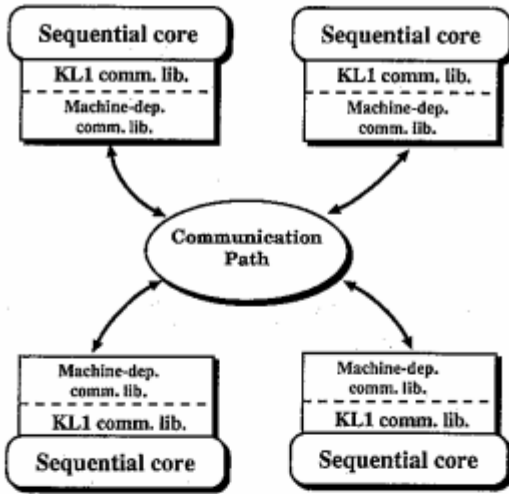 Sequential core
KL1 comm. lib.
Machine-dep.
comm. lib.
Sequential core
KL1 comm. lib.
Machine-dep.
comm. lib.
Communication
Path
Machine-dep.
comm. lib.
KL1 comm. lib.
Sequential core
Machine-dep.
comm. lib.
KL1 comm. lib.
Sequential core